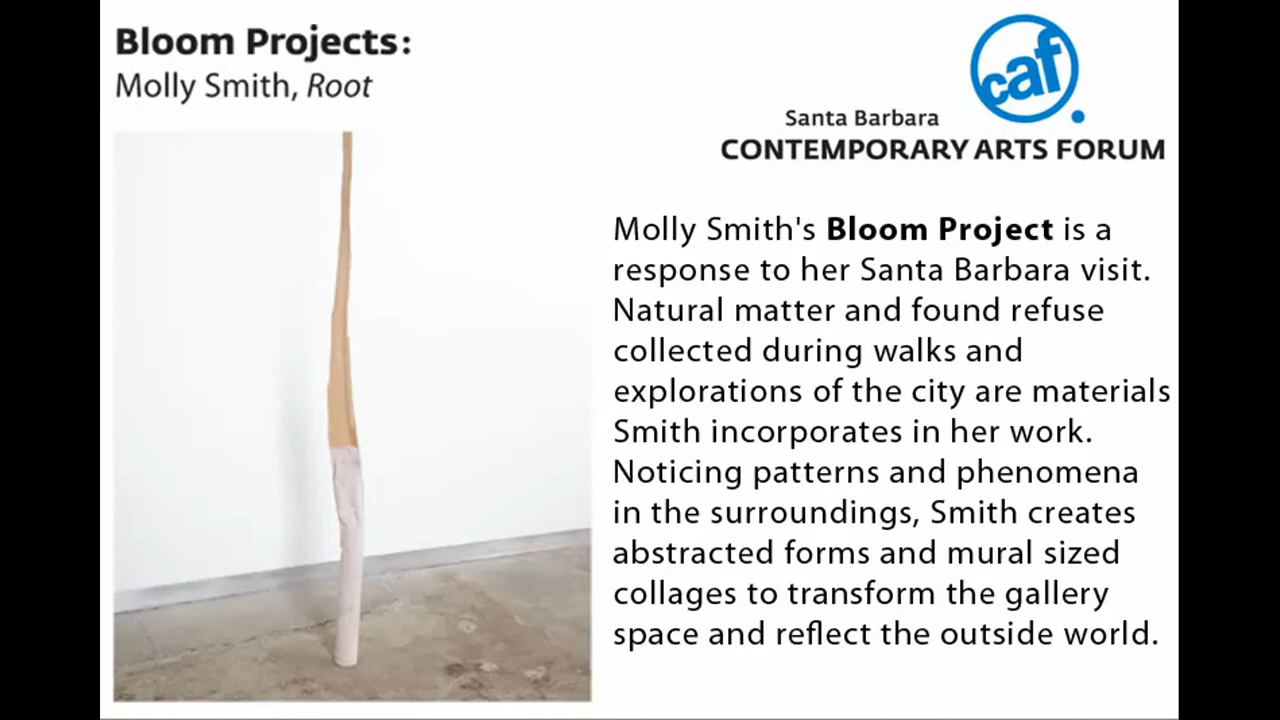 Bloom Projects:
Molly Smith, Root
caf.
Santa Barbara
CONTEMPORARY ARTS FORUM
Molly Smith's Bloom Project is a
response to her Santa Barbara visit.
Natural matter and found refuse
collected during walks and
explorations of the city are materials
Smith incorporates in her work.
Noticing patterns and phenomena
in the surroundings, Smith creates
abstracted forms and mural sized
collages to transform the gallery
space and reflect the outside world.